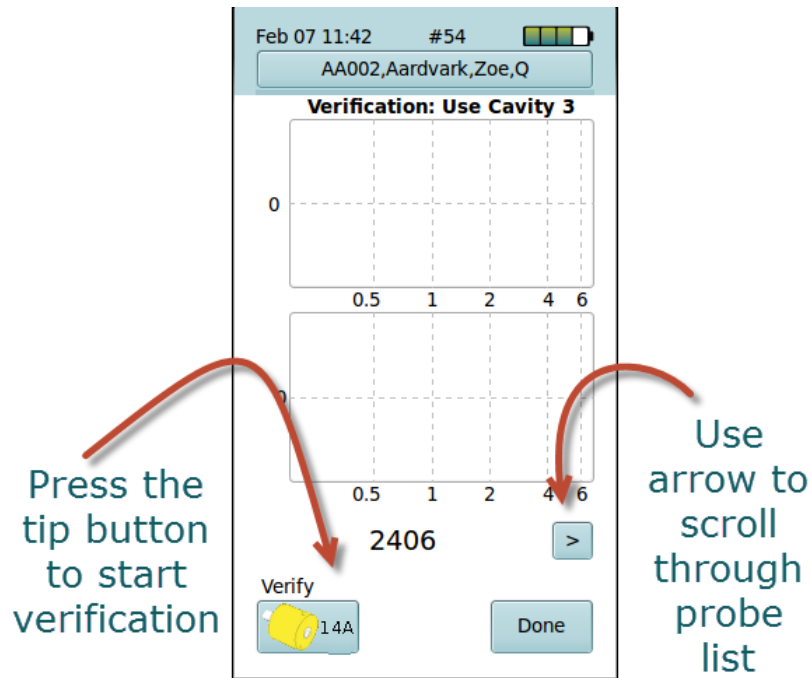 Feb 07 11:42 #54
AA002,Aardvark,Zoe,Q
Verification: Use Cavity 3
0
0.5 1 2 4 6
0
0.5 1 2 4 6
2406 >
Verify
14A
Done
Press the
tip button
to start
verification
Use
arrow to
scroll
through
probe
list